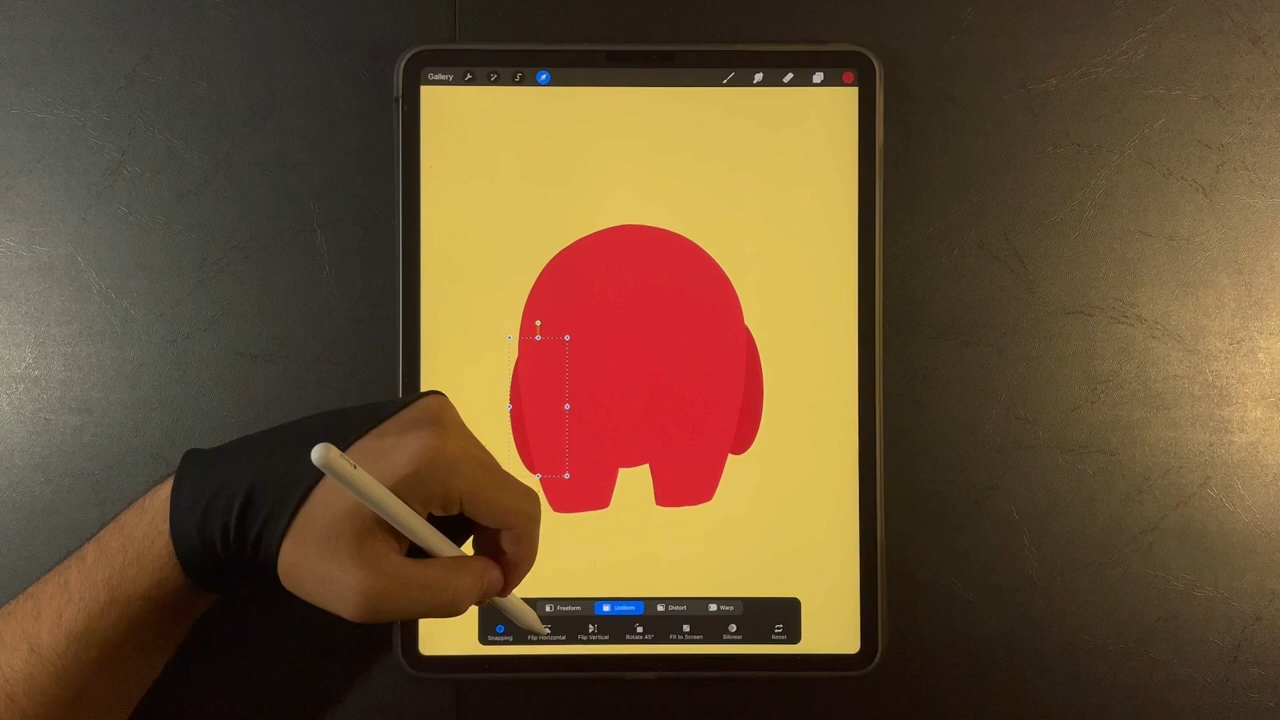 Gallery
Freeform Uniform Distort Warp
Snapping Flip Horizontal Flip Vertical Rotate 45° Fit to Screen Bilinear Reset